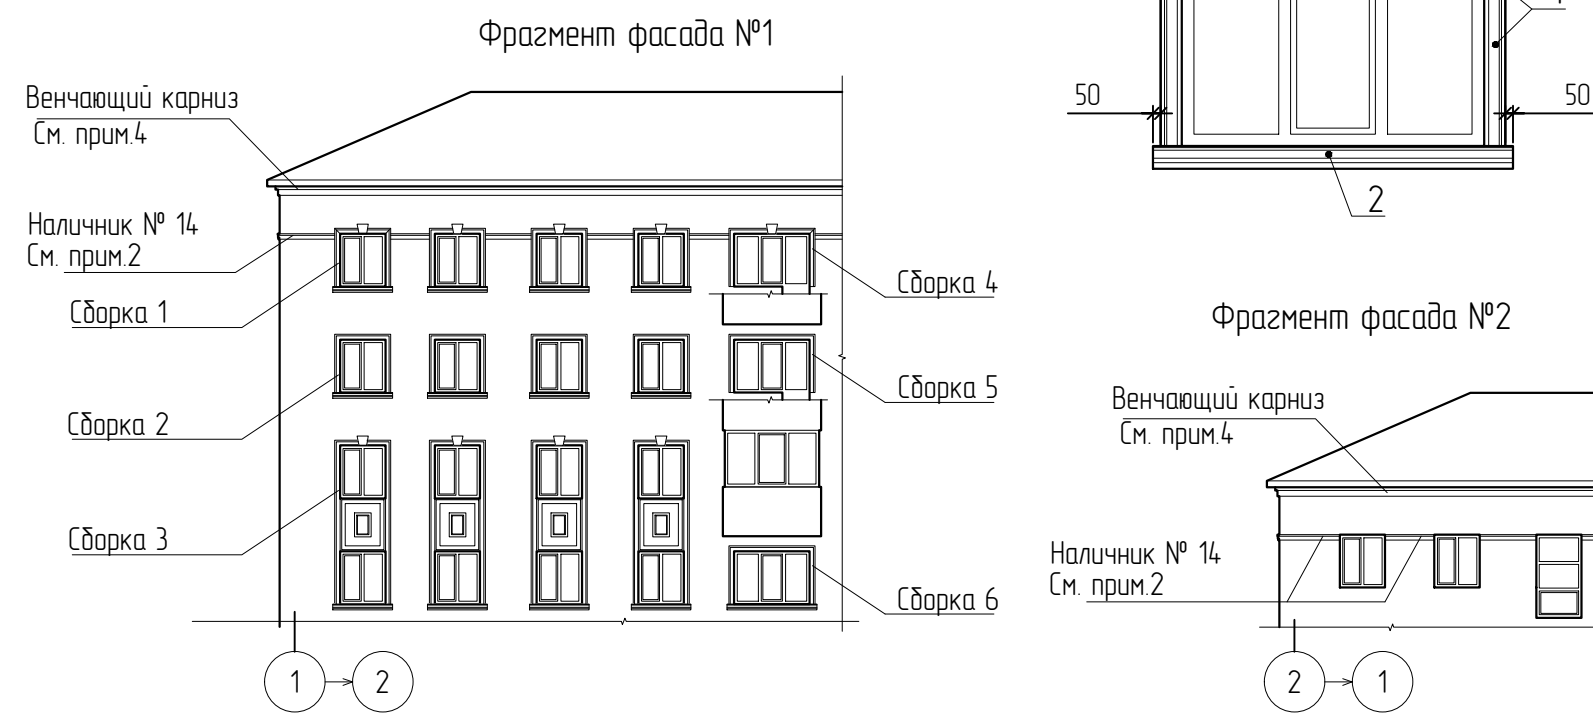 Фрагмент фасада №1
Венчающий карниз
См. прим.4
Наличник № 14
См. прим.2
Сборка 1
Сборка 2
Сборка 3
Сборка 4
Сборка 5
Сборка 6
1
2
50
50
2
Фрагмент фасада №2
Венчающий карниз
См. прим.4
Наличник № 14
См. прим.2
2
1